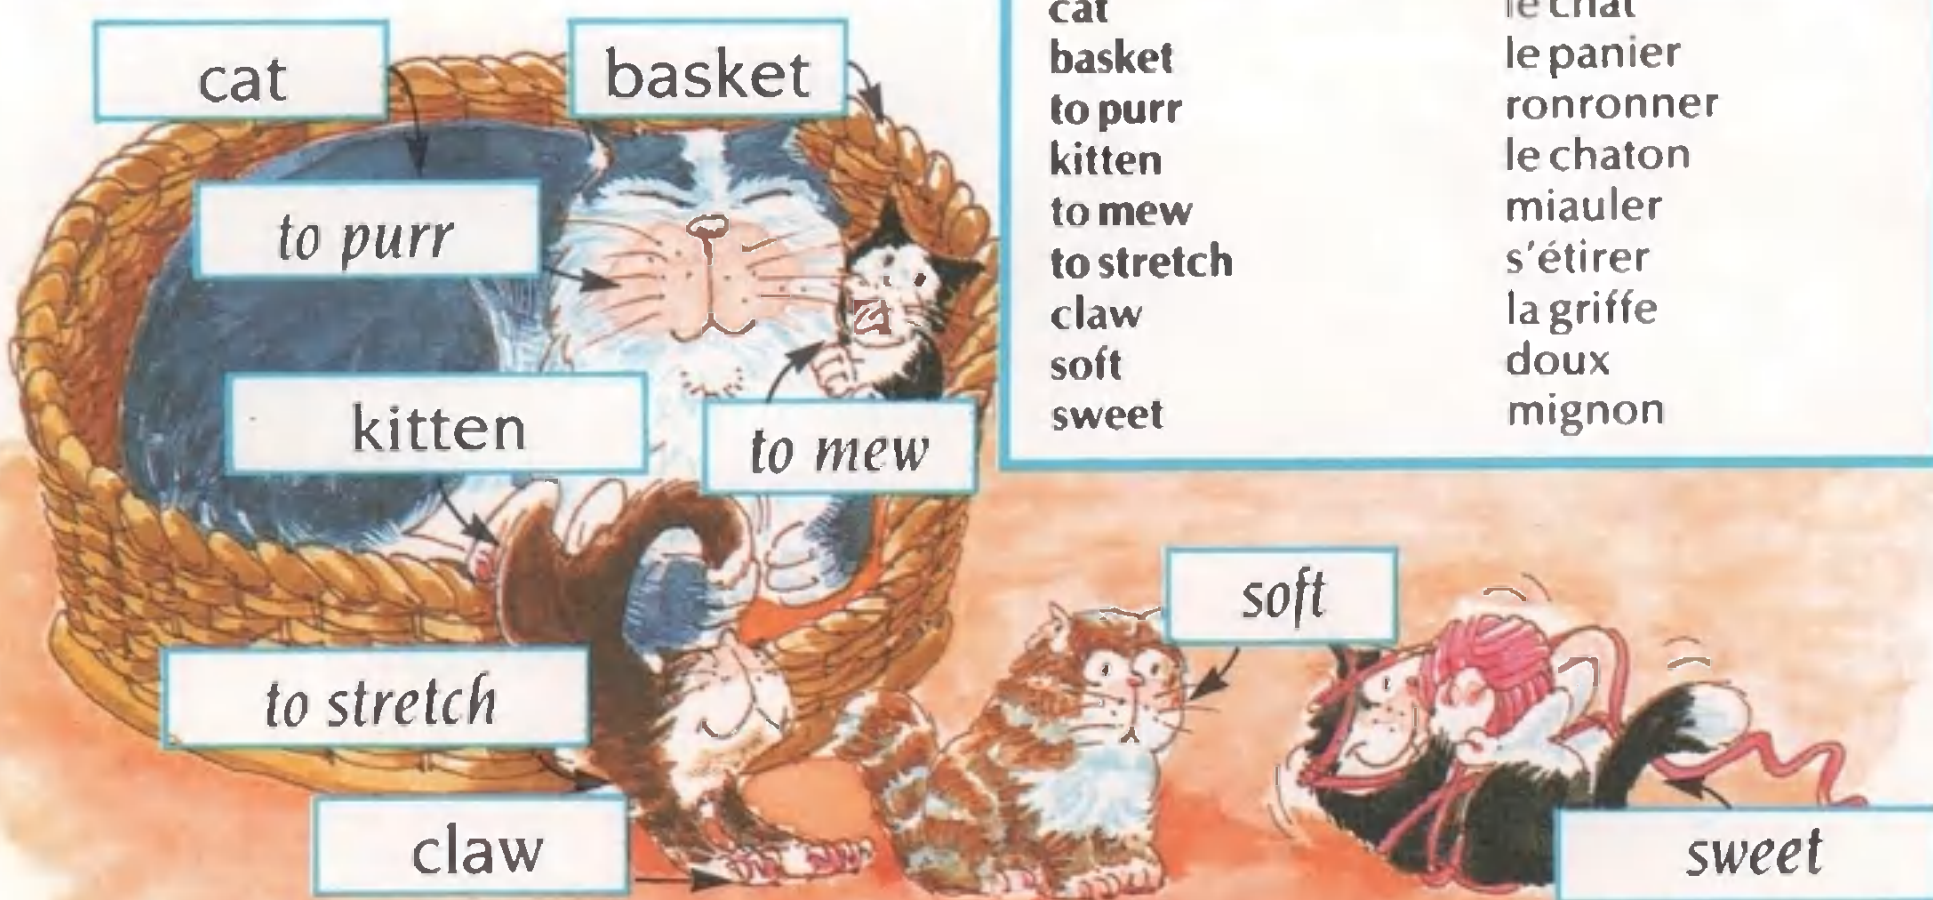 cat
basket
to purr
kitten
to mew
to stretch
claw
soft
sweet
cat le chat
basket le panier
to purr ronronner
kitten le chaton
to mew miauler
to stretch s'étirer
claw la griffe
soft doux
sweet mignon